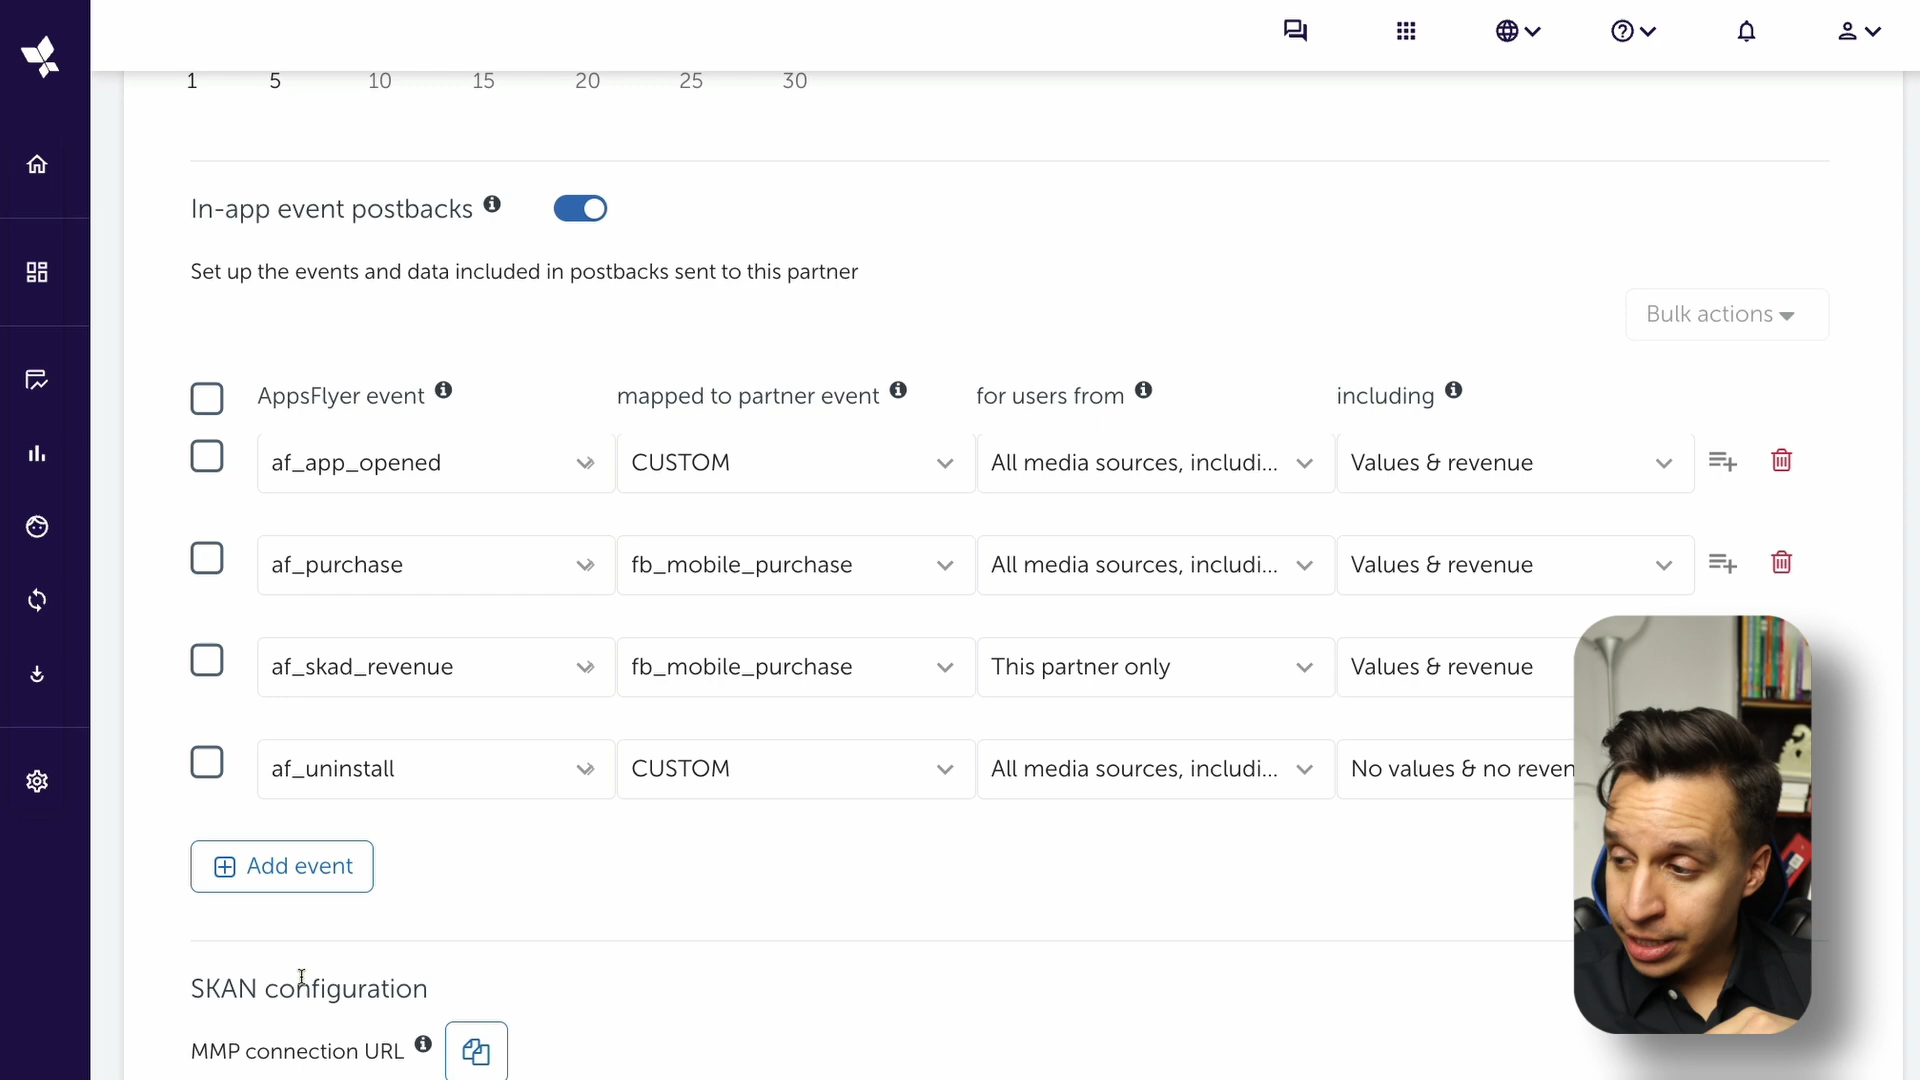 1 5 10 15 20 25 30
In-app event postbacks
Set up the events and data included in postbacks sent to this partner
Bulk actions
AppsFlyer event mapped to partner event for users from including
af_app_opened CUSTOM All media sources, includi... Values & revenue
af_purchase fb_mobile_purchase All media sources, includi... Values & revenue
af_skad_revenue fb_mobile_purchase This partner only Values & revenue
af_uninstall CUSTOM All media sources, includi... No values & no reven
Add event
SKAN configuration
MMP connection URL